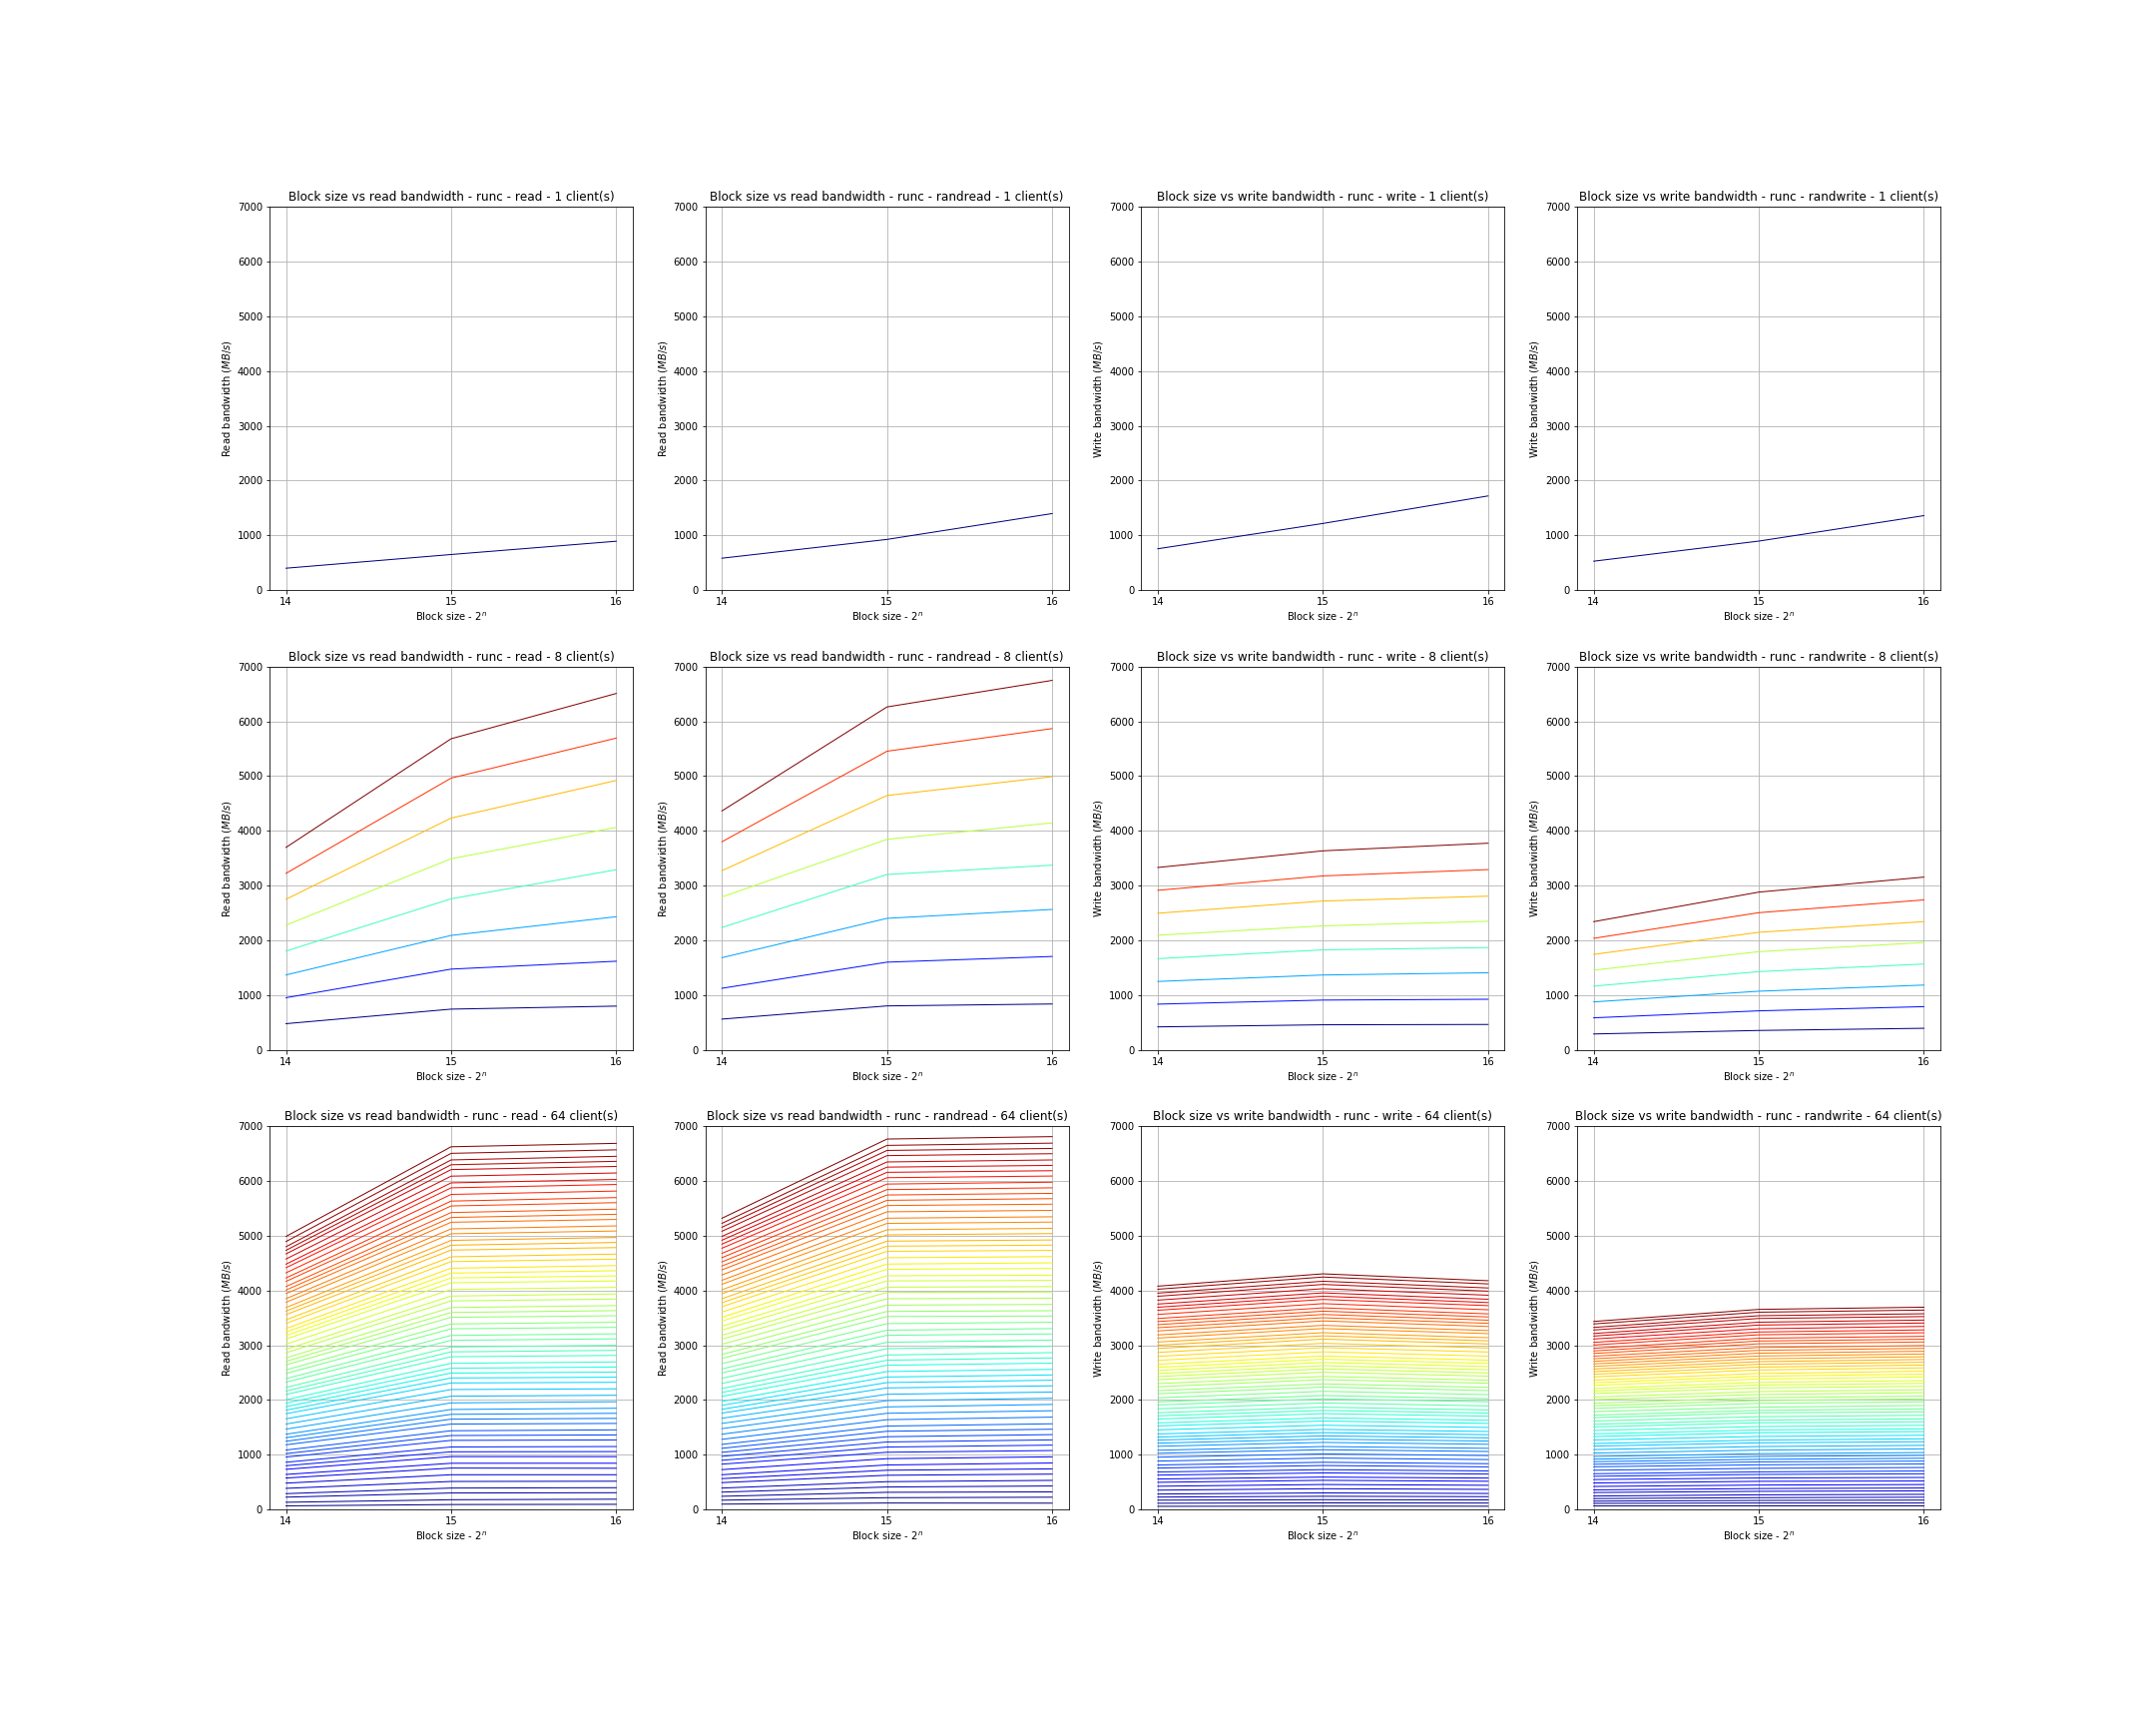 Block size vs read bandwidth - runc - read - 1 client(s)
7000
6000
5000
4000
3000
2000
1000
0
Read bandwidth (MB/s)
14 15 16
Block size - 2^n
Block size vs read bandwidth - runc - randread - 1 client(s)
7000
6000
5000
4000
3000
2000
1000
0
Read bandwidth (MB/s)
14 15 16
Block size - 2^n
Block size vs write bandwidth - runc - write - 1 client(s)
7000
6000
5000
4000
3000
2000
1000
0
Write bandwidth (MB/s)
14 15 16
Block size - 2^n
Block size vs write bandwidth - runc - randwrite - 1 client(s)
7000
6000
5000
4000
3000
2000
1000
0
Write bandwidth (MB/s)
14 15 16
Block size - 2^n
Block size vs read bandwidth - runc - read - 8 client(s)
7000
6000
5000
4000
3000
2000
1000
0
Read bandwidth (MB/s)
14 15 16
Block size - 2^n
Block size vs read bandwidth - runc - randread - 8 client(s)
7000
6000
5000
4000
3000
2000
1000
0
Read bandwidth (MB/s)
14 15 16
Block size - 2^n
Block size vs write bandwidth - runc - write - 8 client(s)
7000
6000
5000
4000
3000
2000
1000
0
Write bandwidth (MB/s)
14 15 16
Block size - 2^n
Block size vs write bandwidth - runc - randwrite - 8 client(s)
7000
6000
5000
4000
3000
2000
1000
0
Write bandwidth (MB/s)
14 15 16
Block size - 2^n
Block size vs read bandwidth - runc - read - 64 client(s)
7000
6000
5000
4000
3000
2000
1000
0
Read bandwidth (MB/s)
14 15 16
Block size - 2^n
Block size vs read bandwidth - runc - randread - 64 client(s)
7000
6000
5000
4000
3000
2000
1000
0
Read bandwidth (MB/s)
14 15 16
Block size - 2^n
Block size vs write bandwidth - runc - write - 64 client(s)
7000
6000
5000
4000
3000
2000
1000
0
Write bandwidth (MB/s)
14 15 16
Block size - 2^n
Block size vs write bandwidth - runc - randwrite - 64 client(s)
7000
6000
5000
4000
3000
2000
1000
0
Write bandwidth (MB/s)
14 15 16
Block size - 2^n